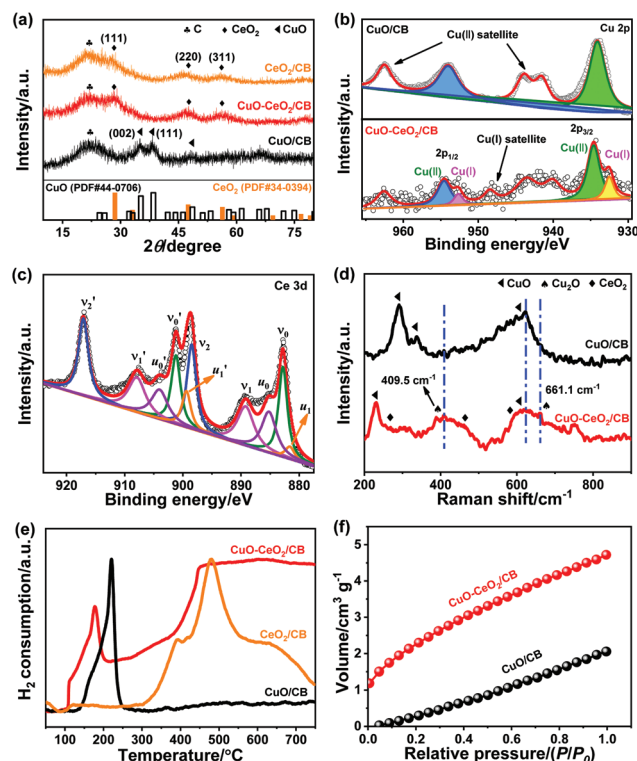 (a)
♣ C ♦ CeO₂ ◀ CuO
(111)
(220) (311)
CeO₂/CB
CuO-CeO₂/CB
(002) (111)
CuO/CB
CuO (PDF#44-0706) CeO₂ (PDF#34-0394)
Intensity/a.u.
15 30 45 60 75
2θ/degree
(b)
CuO/CB Cu 2p
Cu(II) satellite
CuO-CeO₂/CB
2p₃/₂
2p₁/₂ Cu(I) satellite Cu(II) Cu(I)
Cu(II) Cu(I)
Intensity/a.u.
960 950 940 930
Binding energy/eV
(c)
Ce 3d
ν₂' ν₀' ν₀
ν₁' u₀' ν₂ u₁' ν₁ u₀ u₁
Intensity/a.u.
920 910 900 890 880
Binding energy/eV
(d)
◀ CuO ♠ Cu₂O ♦ CeO₂
CuO/CB
409.5 cm⁻¹ 661.1 cm⁻¹
CuO-CeO₂/CB
Intensity/a.u.
200 400 600 800
Raman shift/cm⁻¹
(e)
CuO-CeO₂/CB
CeO₂/CB
CuO/CB
H₂ consumption/a.u.
100 200 300 400 500 600 700
Temperature/°C
(f)
CuO-CeO₂/CB
CuO/CB
Volume/cm³ g⁻¹
6
5
4
3
2
1
0
0.0 0.2 0.4 0.6 0.8 1.0
Relative pressure/(P/P₀)